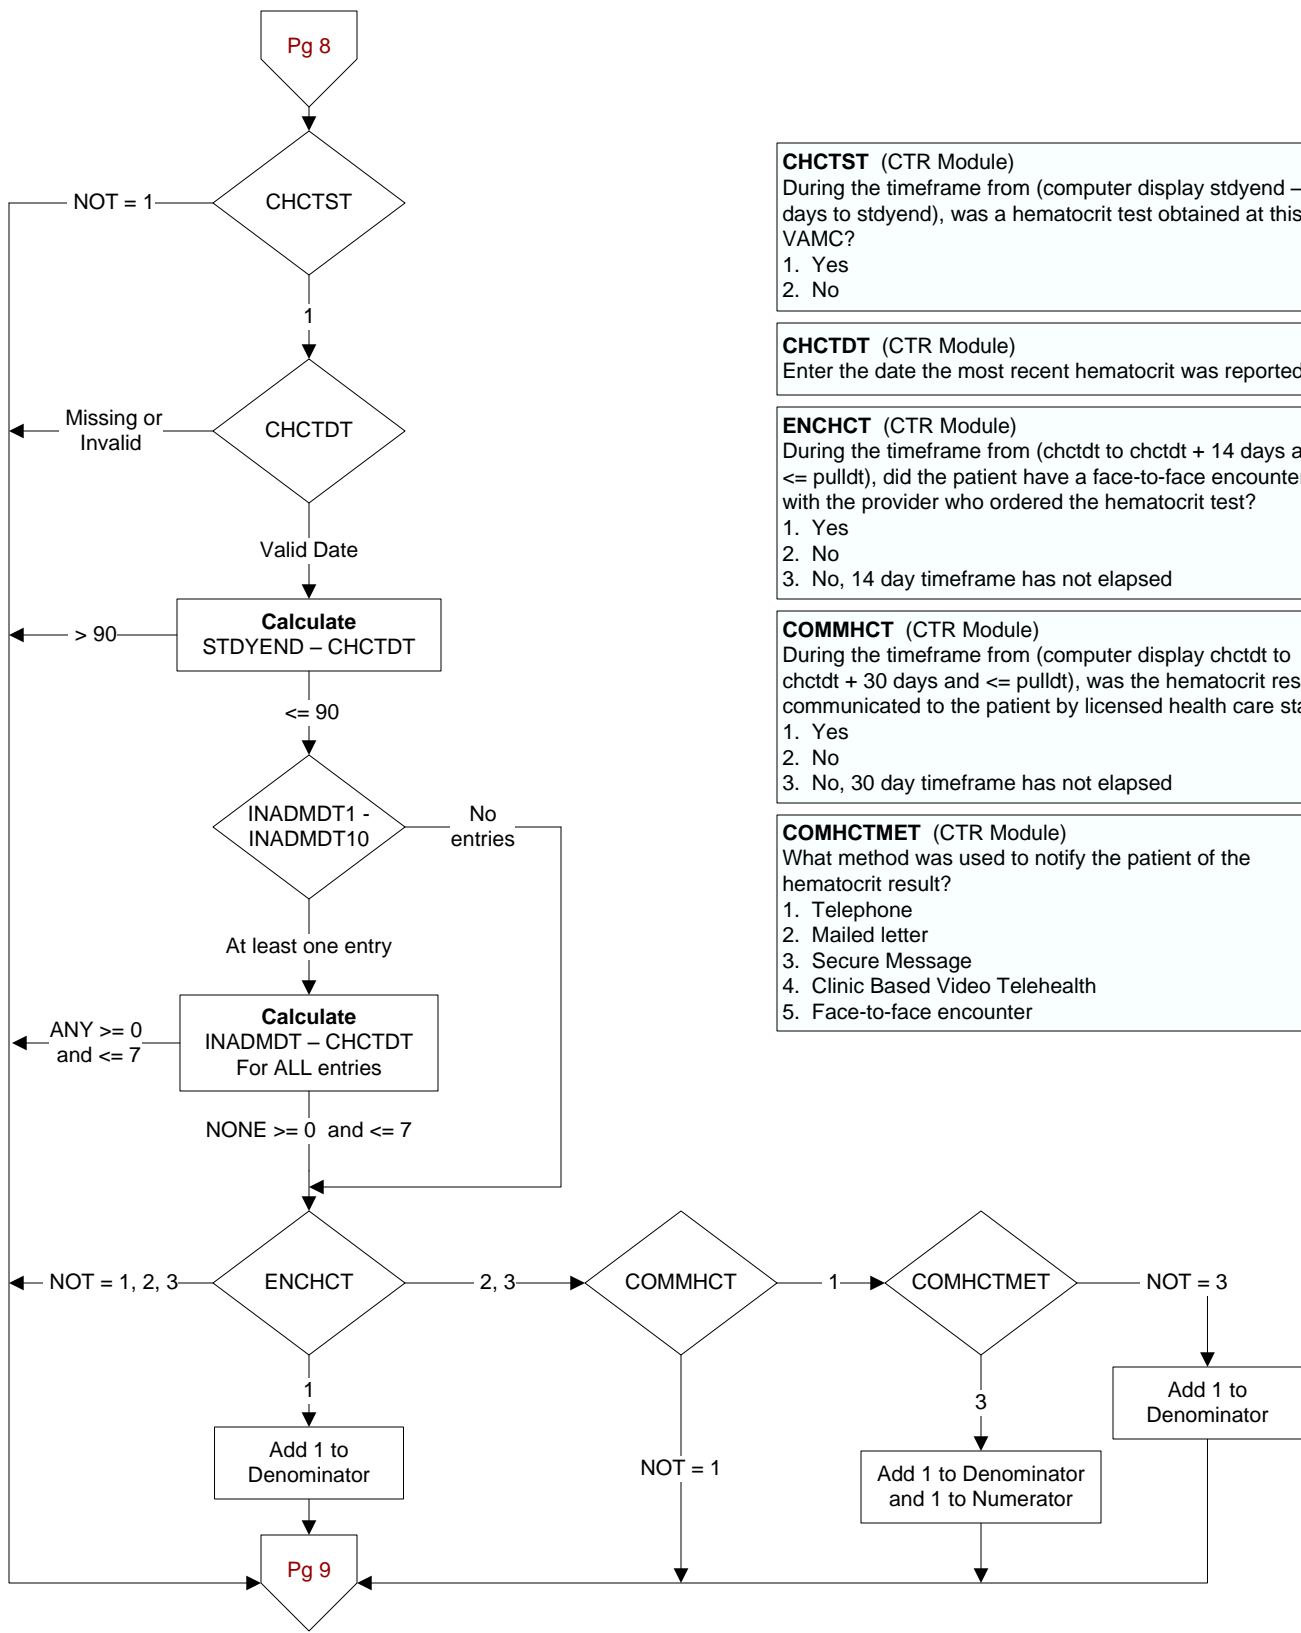 Pg 8
CHCTST
NOT = 1
1
CHCTDT
Missing or
Invalid
Valid Date
Calculate
STDYEND – CHCTDT
> 90
<= 90
INADMDT1 -
INADMDT10
No
entries
At least one entry
Calculate
INADMDT – CHCTDT
For ALL entries
ANY >= 0
and <= 7
NONE >= 0 and <= 7
NOT = 1, 2, 3
ENCHCT
2, 3
COMMHCT
1
COMHCTMET
NOT = 3
1
Add 1 to
Denominator
NOT = 1
3
Add 1 to Denominator
and 1 to Numerator
Add 1 to
Denominator
Pg 9
CHCTST (CTR Module)
During the timeframe from (computer display stdyend –
days to stdyend), was a hematocrit test obtained at this
VAMC?
1. Yes
2. No
CHCTDT (CTR Module)
Enter the date the most recent hematocrit was reported
ENCHCT (CTR Module)
During the timeframe from (chctdt to chctdt + 14 days
<= pulldt), did the patient have a face-to-face encounter
with the provider who ordered the hematocrit test?
1. Yes
2. No
3. No, 14 day timeframe has not elapsed
COMMHCT (CTR Module)
During the timeframe from (computer display chctdt to
chctdt + 30 days and <= pulldt), was the hematocrit
communicated to the patient by licensed health care
1. Yes
2. No
3. No, 30 day timeframe has not elapsed
COMHCTMET (CTR Module)
What method was used to notify the patient of the
hematocrit result?
1. Telephone
2. Mailed letter
3. Secure Message
4. Clinic Based Video Telehealth
5. Face-to-face encounter